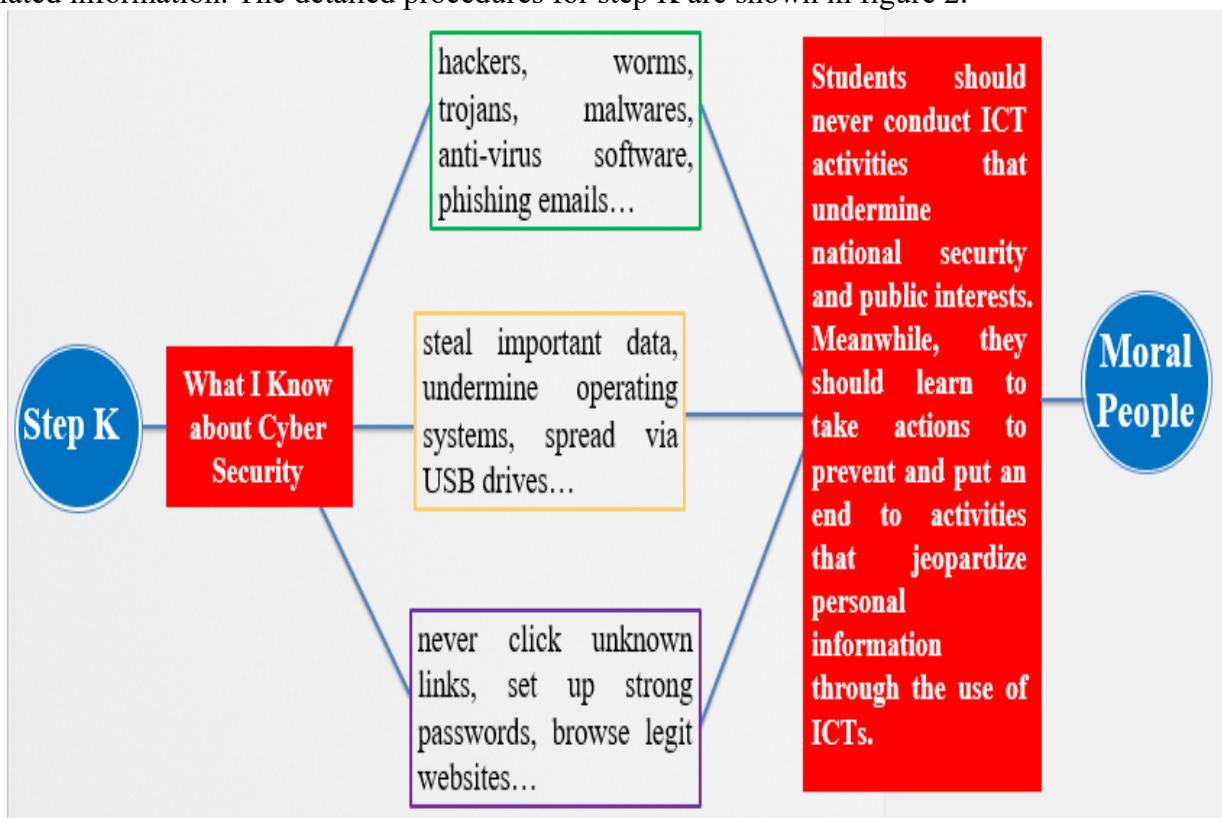 lated information. The detailed procedures for step K are shown in figure 2.
Step K
What I Know
about Cyber
Security
hackers, worms,
trojans, malwares,
anti-virus software,
phishing emails…
steal important data,
undermine operating
systems, spread via
USB drives…
never click unknown
links, set up strong
passwords, browse legit
websites…
Students should
never conduct ICT
activities that
undermine
national security
and public interests.
Meanwhile, they
should learn to
take actions to
prevent and put an
end to activities
that jeopardize
personal
information
through the use of
ICTs.
Moral
People